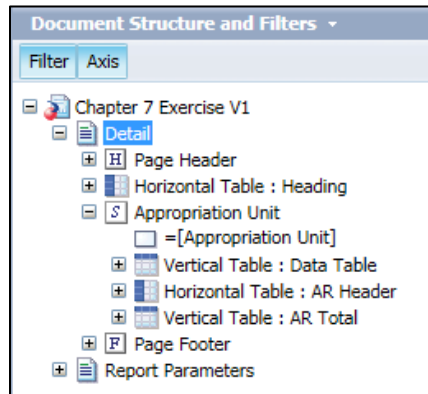 Document Structure and Filters
Filter Axis
Chapter 7 Exercise V1
Detail
H Page Header
Horizontal Table : Heading
S Appropriation Unit
=[Appropriation Unit]
Vertical Table : Data Table
Horizontal Table : AR Header
Vertical Table : AR Total
F Page Footer
Report Parameters